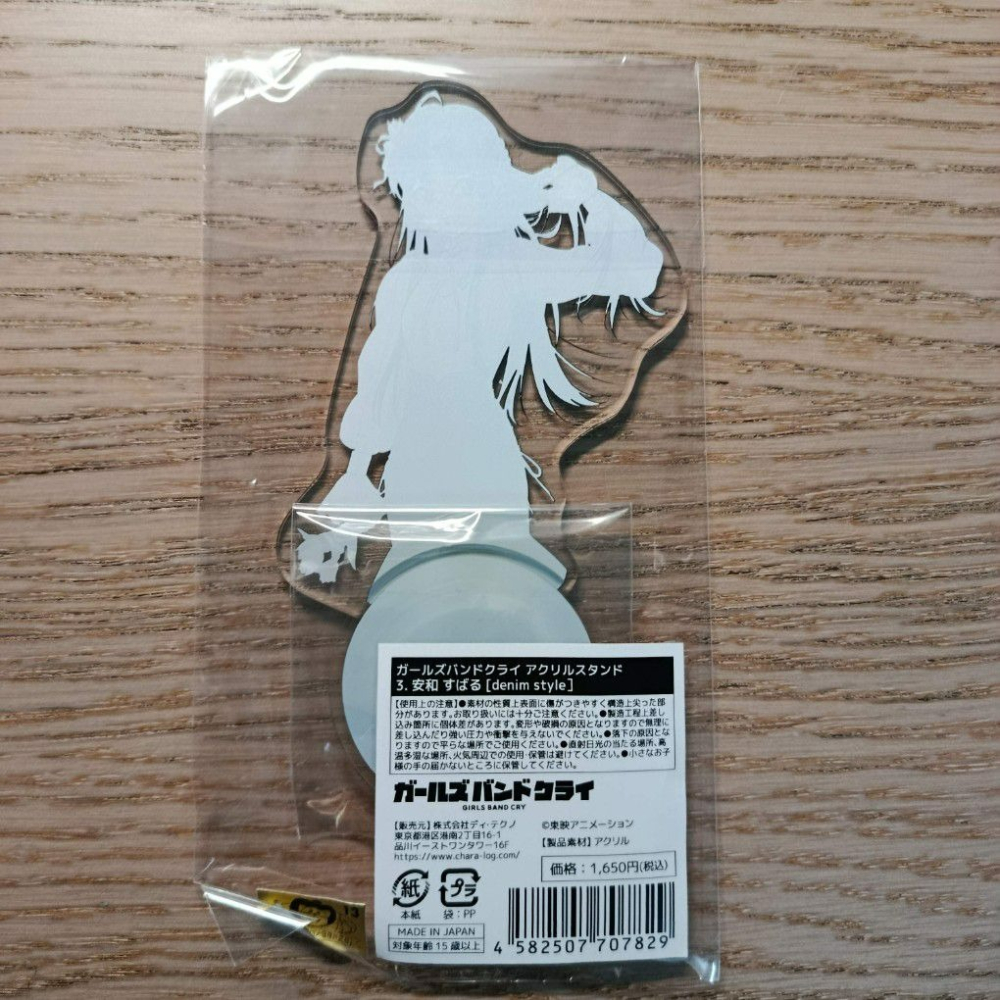 ガールズバンドクライ アクリルスタンド
3. 安和 すばる [denim style]
【使用上の注意】●素材の性質上表面に傷がつきやすく構造上尖った部
分があります。お取り扱いには十分ご注意ください。●製造工程上差し
込み箇所に個体差があります。変形や破損の原因となりますので無理に
差し込んだり強い圧力や衝撃を与えないでください。●落下の原因とな
りますので平らな場所でご使用ください。●直射日光の当たる場所、高
温多湿な場所、火気周辺での使用・保管は避けてください。●小さなお子
様の手の届かないところに保管してください。
ガールズバンドクライ
GIRLS BAND CRY
【販売元】株式会社ディ・テクノ
東京都港区港南2丁目16-1
品川イーストワンタワー16F
https://www.chara-log.com/
©東映アニメーション
【製品素材】アクリル
価格：1,650円(税込)
紙
プラ
本紙
袋：PP
MADE IN JAPAN
対象年齢15歳以上
4 582507 707829
13